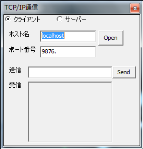 TCP/IP通信
クライアント サーバー
ホスト名 localhost Open
ポート番号 9876
送信 Send
受信